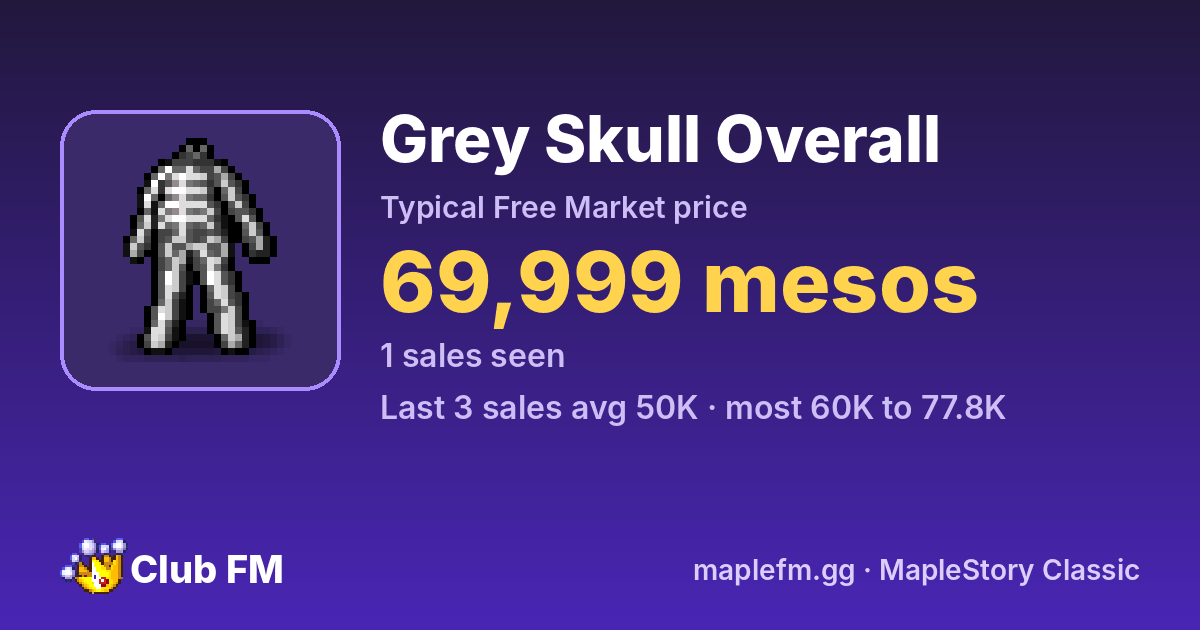 Grey Skull Overall
Typical Free Market price
69,999 mesos
1 sales seen
Last 3 sales avg 50K · most 60K to 77.8K
Club FM
maplefm.gg · MapleStory Classic